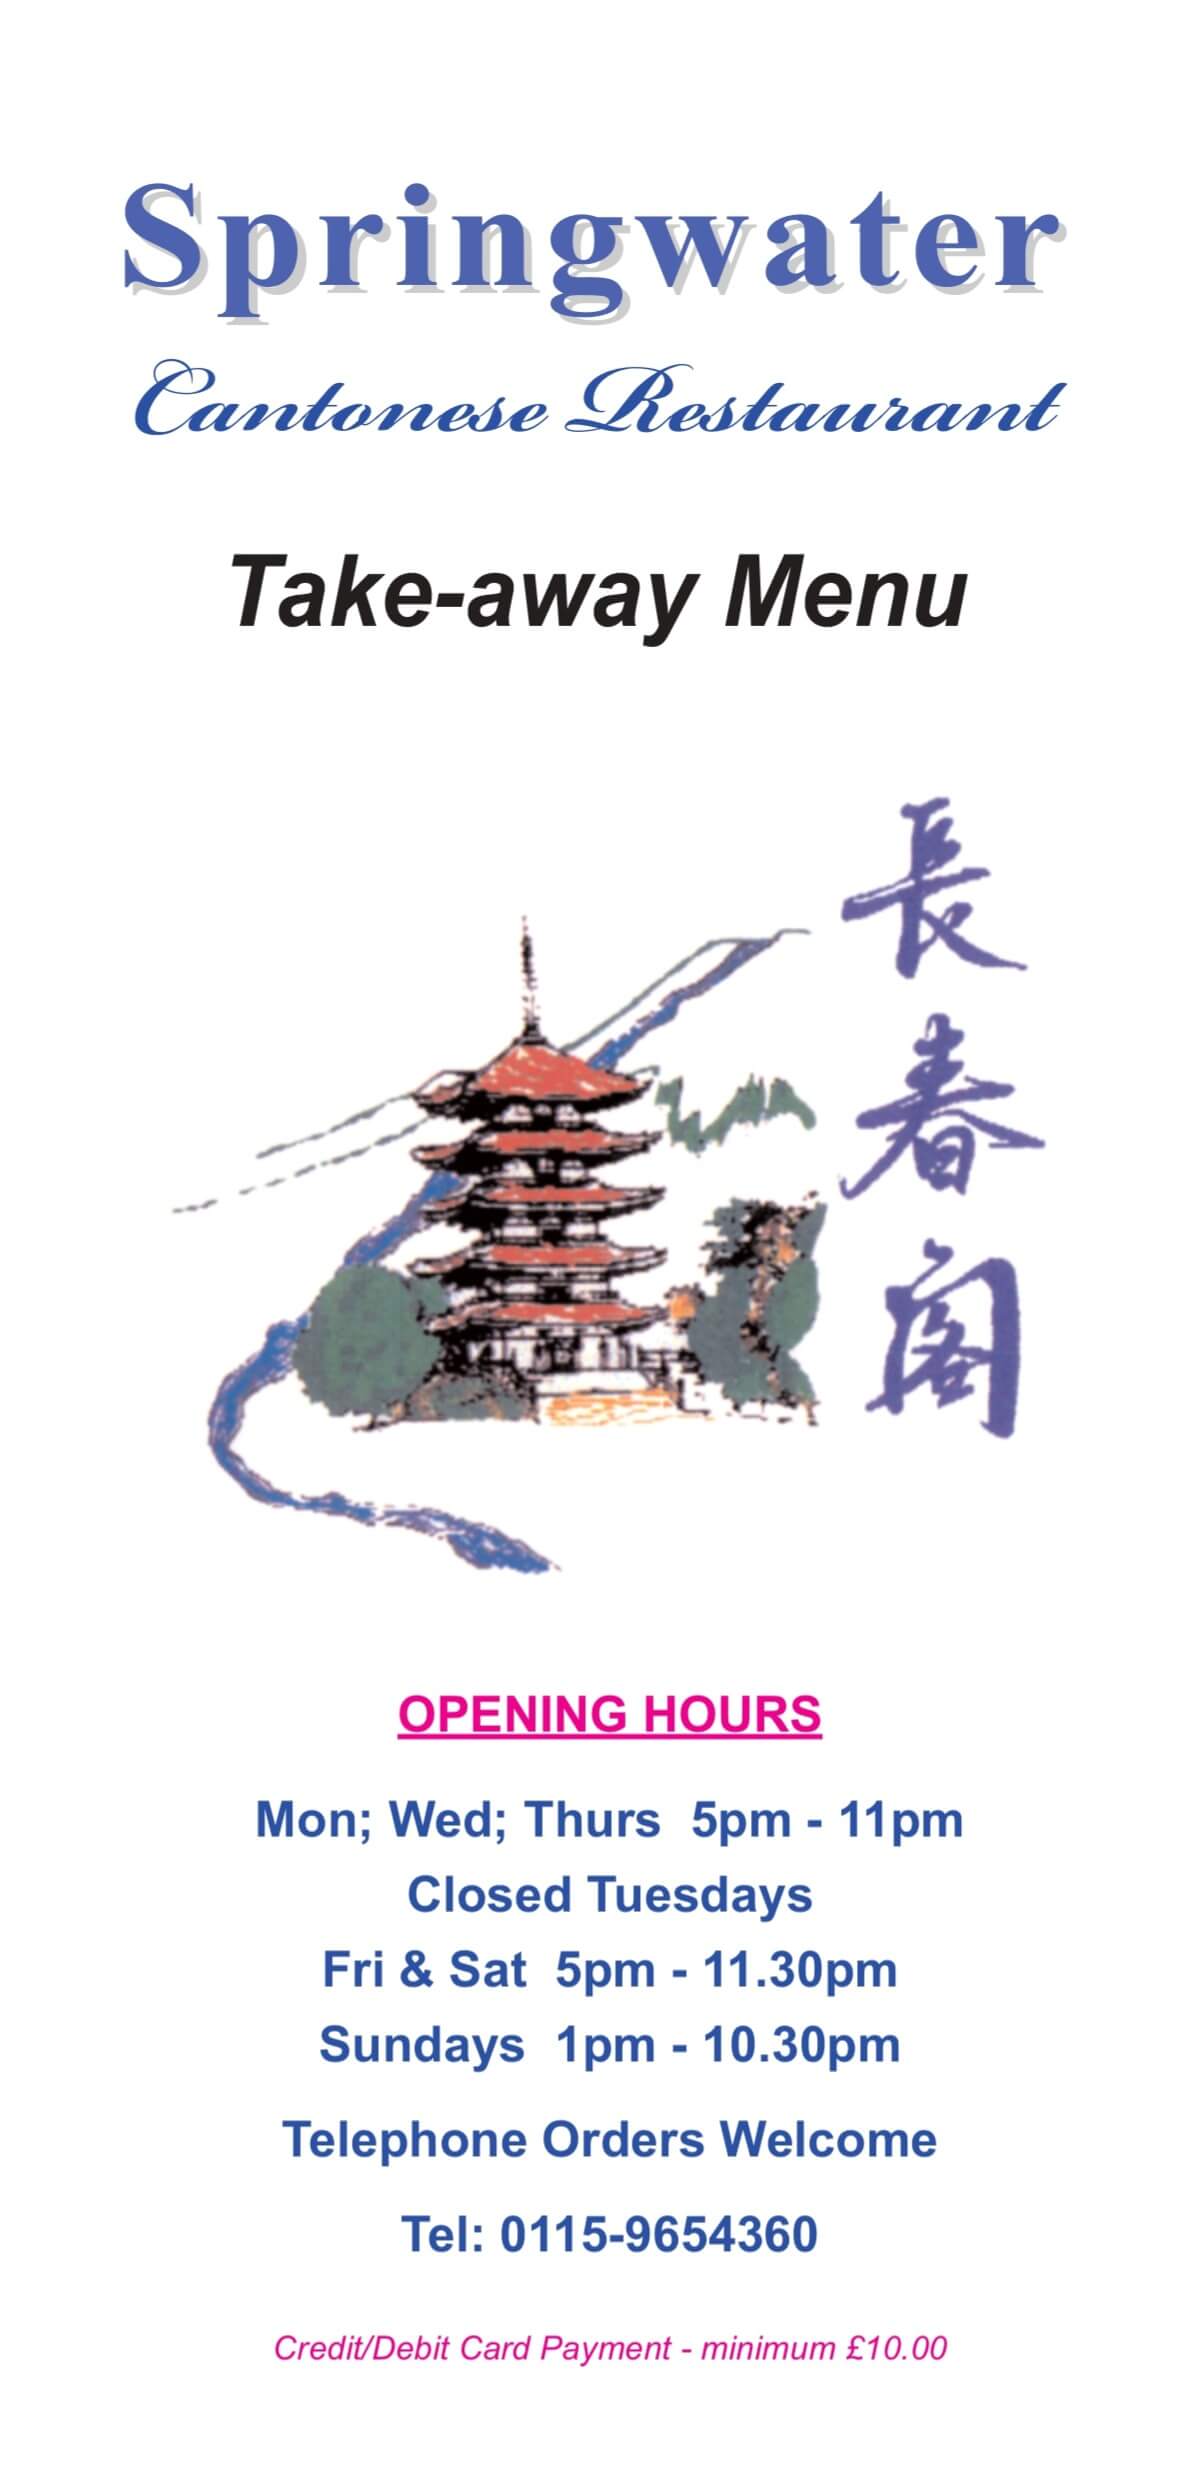 Springwater
Cantonese Restaurant
Take-away Menu
長
春
閣
OPENING HOURS
Mon; Wed; Thurs 5pm - 11pm
Closed Tuesdays
Fri & Sat 5pm - 11.30pm
Sundays 1pm - 10.30pm
Telephone Orders Welcome
Tel: 0115-9654360
Credit/Debit Card Payment - minimum £10.00